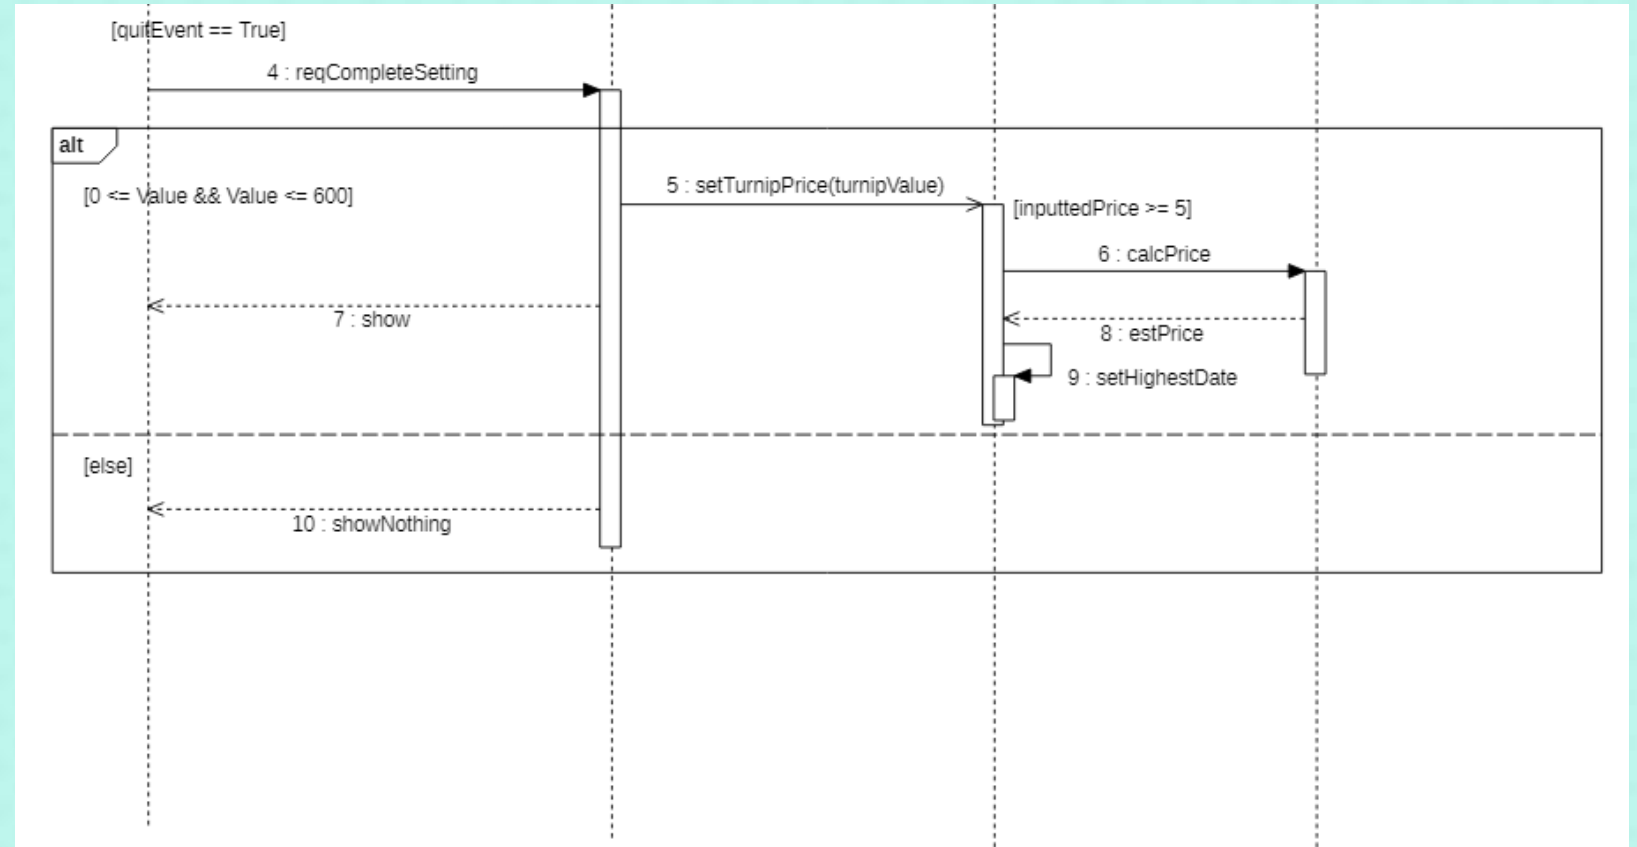 [quitEvent == True]
4 : reqCompleteSetting
alt
[0 <= Value && Value <= 600]
5 : setTurnipPrice(turnipValue)
[inputtedPrice >= 5]
6 : calcPrice
7 : show
8 : estPrice
9 : setHighestDate
[else]
10 : showNothing